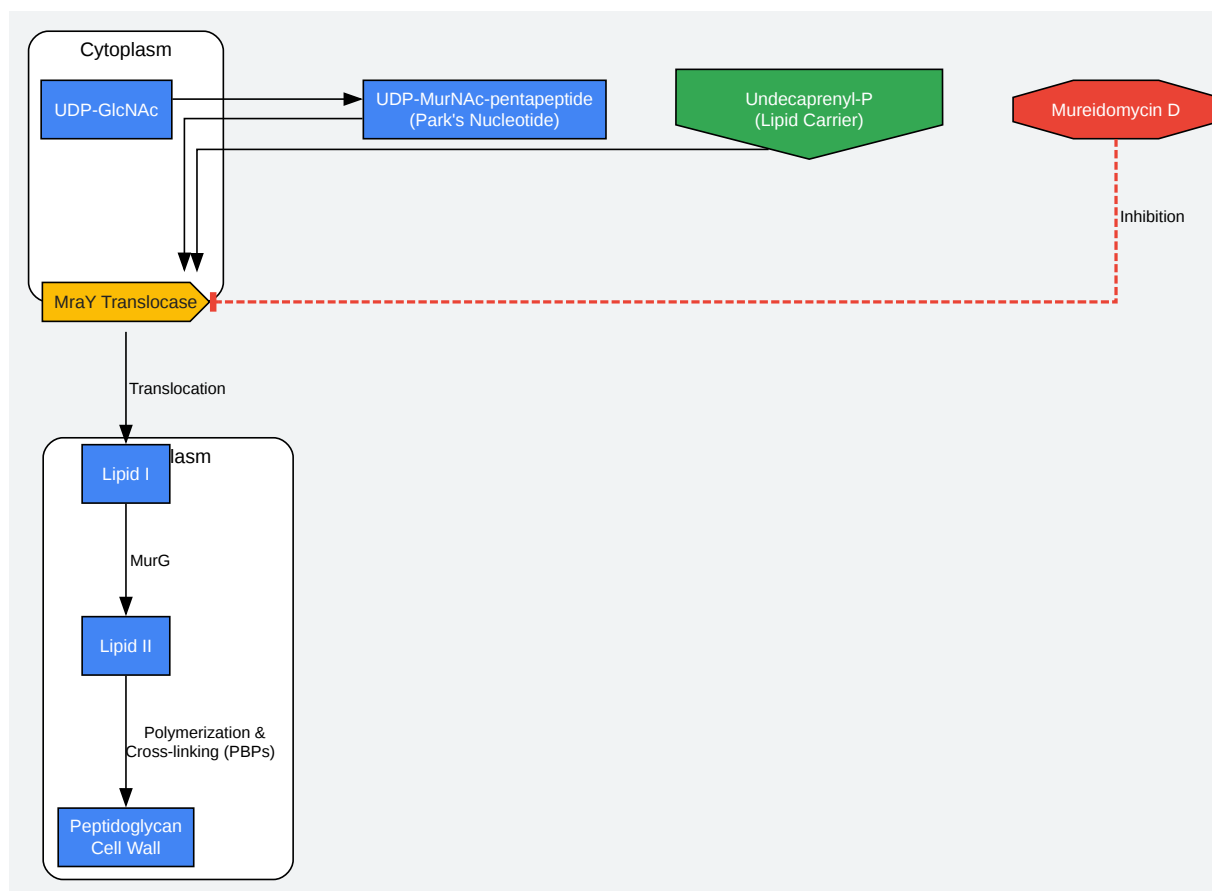 Cytoplasm
UDP-GlcNAc
UDP-MurNAc-pentapeptide
(Park's Nucleotide)
Undecaprenyl-P
(Lipid Carrier)
Mureidomycin D
Inhibition
MraY Translocase
Translocation
lasm
Lipid I
MurG
Lipid II
Polymerization &
Cross-linking (PBPs)
Peptidoglycan
Cell Wall